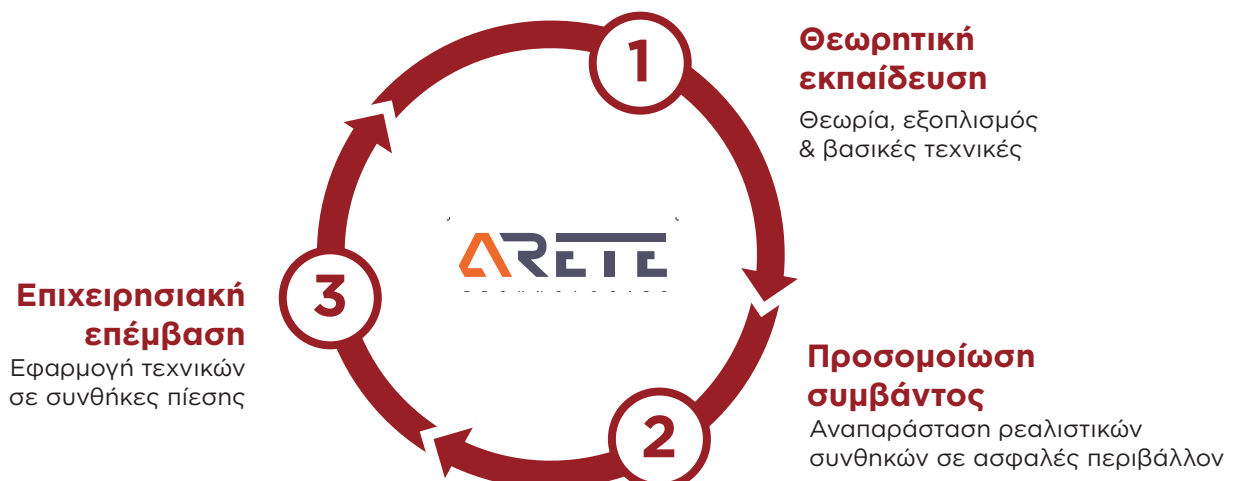 1
Θεωρητική
εκπαίδευση
Θεωρία, εξοπλισμός
& βασικές τεχνικές
ARETE
3
Επιχειρησιακή
επέμβαση
Εφαρμογή τεχνικών
σε συνθήκες πίεσης
2
Προσομοίωση
συμβάντος
Αναπαράσταση ρεαλιστικών
συνθηκών σε ασφαλές περιβάλλον